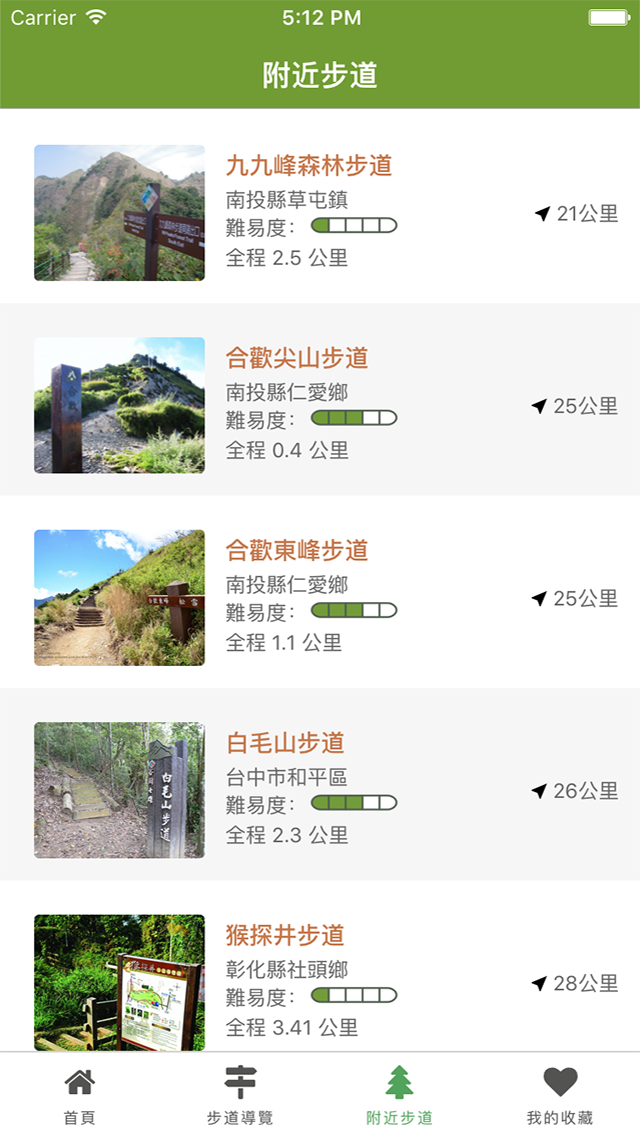 Carrier 5:12 PM
附近步道
九九峰森林步道
南投縣草屯鎮
難易度：
全程 2.5 公里
21公里
合歡尖山步道
南投縣仁愛鄉
難易度：
全程 0.4 公里
25公里
合歡東峰步道
南投縣仁愛鄉
難易度：
全程 1.1 公里
25公里
白毛山步道
白毛山步道
台中市和平區
難易度：
全程 2.3 公里
26公里
猴探井步道
彰化縣社頭鄉
難易度：
全程 3.41 公里
28公里
首頁
步道導覽
附近步道
我的收藏